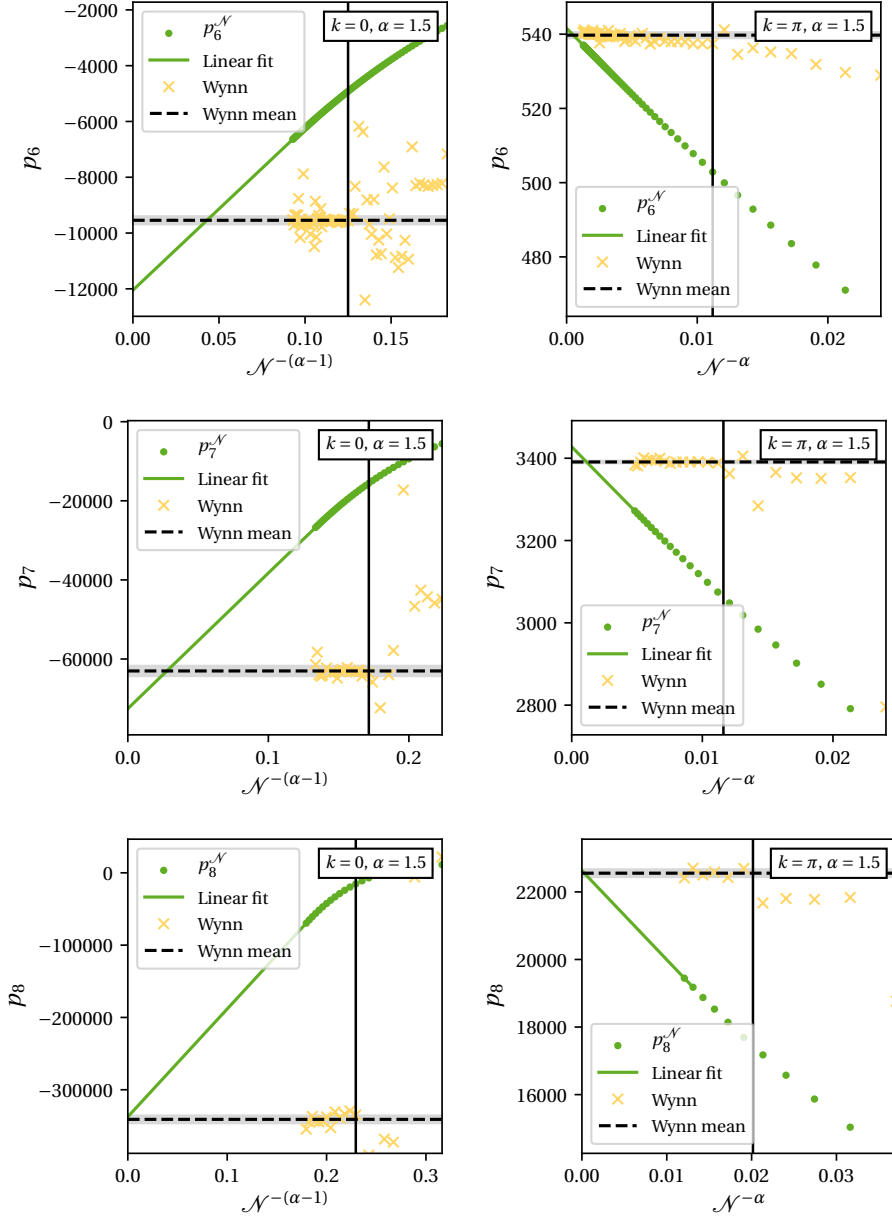 k = 0, α = 1.5
p_6^𝒩
Linear fit
Wynn
Wynn mean
−2000
−4000
−6000
−8000
−10000
−12000
p_6
0.00 0.05 0.10 0.15
𝒩^−(α−1)
k = π, α = 1.5
540
520
500
480
p_6
p_6^𝒩
Linear fit
Wynn
Wynn mean
0.00 0.01 0.02
𝒩^−α
k = 0, α = 1.5
p_7^𝒩
Linear fit
Wynn
Wynn mean
0
−20000
−40000
−60000
p_7
0.0 0.1 0.2
𝒩^−(α−1)
k = π, α = 1.5
3400
3200
3000
2800
p_7
p_7^𝒩
Linear fit
Wynn
Wynn mean
0.00 0.01 0.02
𝒩^−α
k = 0, α = 1.5
p_8^𝒩
Linear fit
Wynn
Wynn mean
0
−100000
−200000
−300000
p_8
0.0 0.1 0.2 0.3
𝒩^−(α−1)
k = π, α = 1.5
22000
20000
18000
16000
p_8
p_8^𝒩
Linear fit
Wynn
Wynn mean
0.00 0.01 0.02 0.03
𝒩^−α